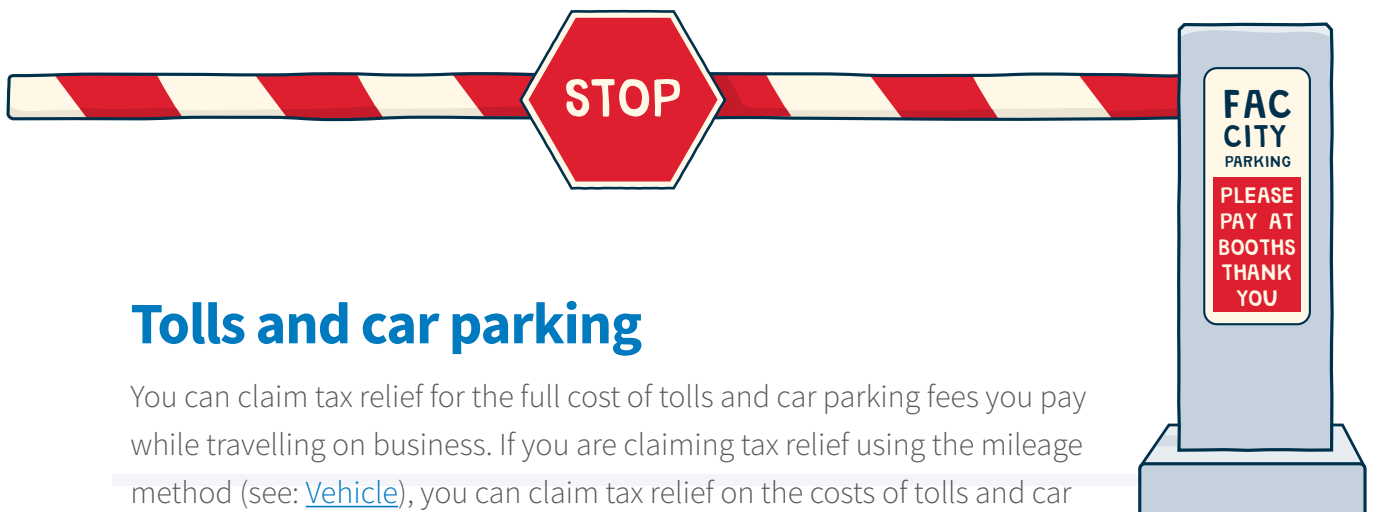 STOP
FAC
CITY
PARKING
PLEASE
PAY AT
BOOTHS
THANK
YOU
Tolls and car parking
You can claim tax relief for the full cost of tolls and car parking fees you pay
while travelling on business. If you are claiming tax relief using the mileage
method (see: Vehicle), you can claim tax relief on the costs of tolls and car